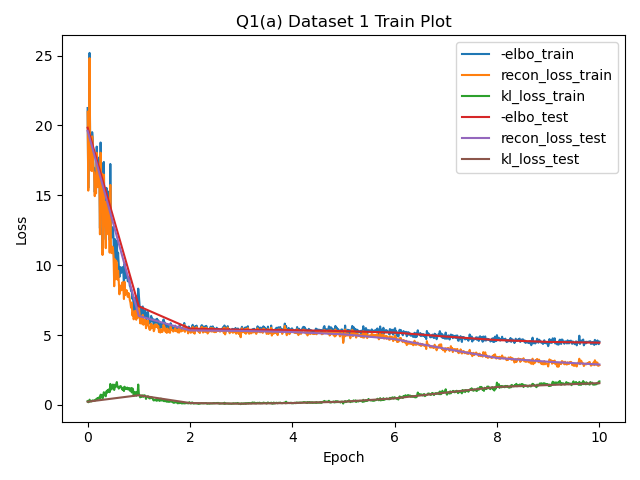 Q1(a) Dataset 1 Train Plot
-elbo_train
recon_loss_train
kl_loss_train
-elbo_test
recon_loss_test
kl_loss_test
Loss
25
20
15
10
5
0
0 2 4 6 8 10
Epoch